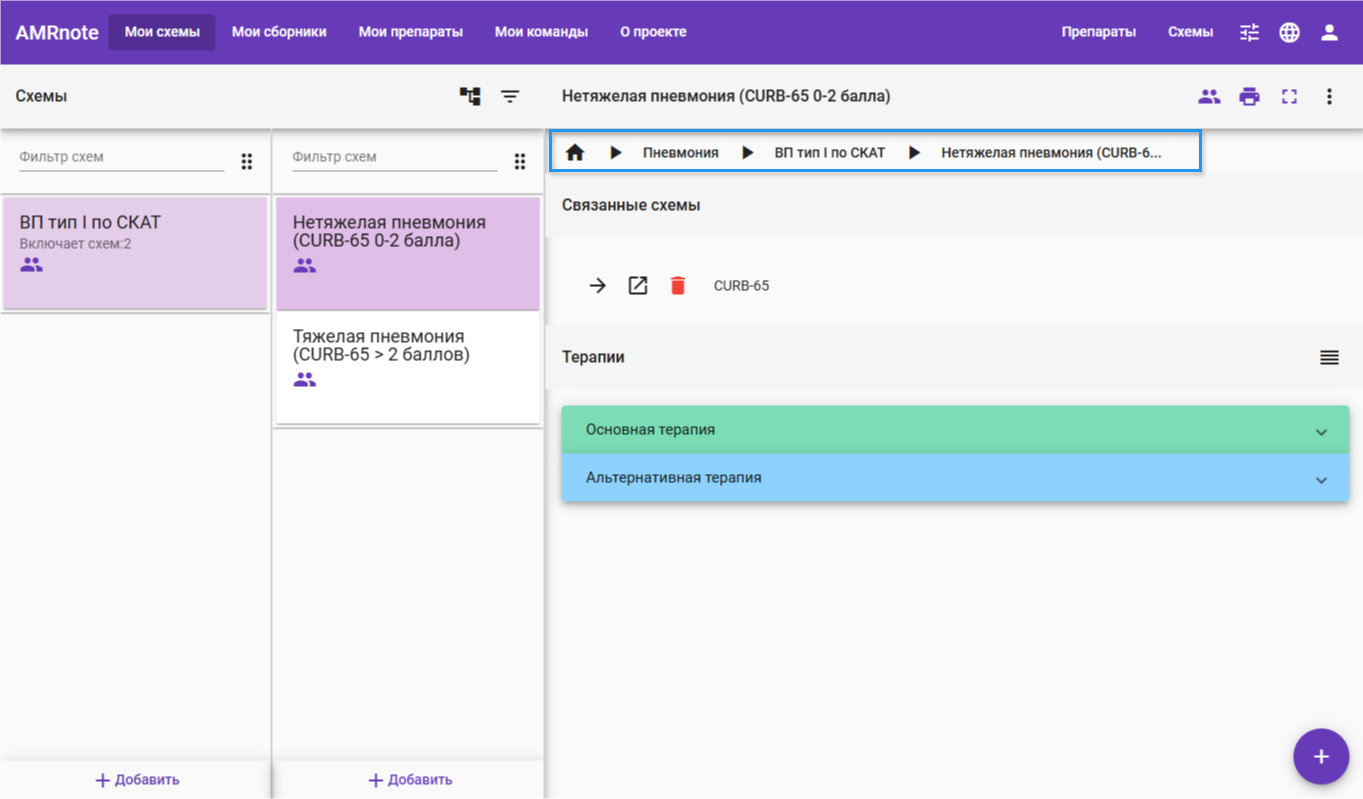 AMRnote Мои схемы Мои сборники Мои препараты Мои команды О проекте Препараты Схемы
Схемы
Нетяжелая пневмония (CURB-65 0-2 балла)
Фильтр схем
Фильтр схем
Пневмония ВП тип I по СКАТ Нетяжелая пневмония (CURB-6...
ВП тип I по СКАТ
Включает схем:2
Нетяжелая пневмония
(CURB-65 0-2 балла)
Тяжелая пневмония
(CURB-65 > 2 баллов)
Связанные схемы
CURB-65
Терапии
Основная терапия
Альтернативная терапия
+ Добавить
+ Добавить
+